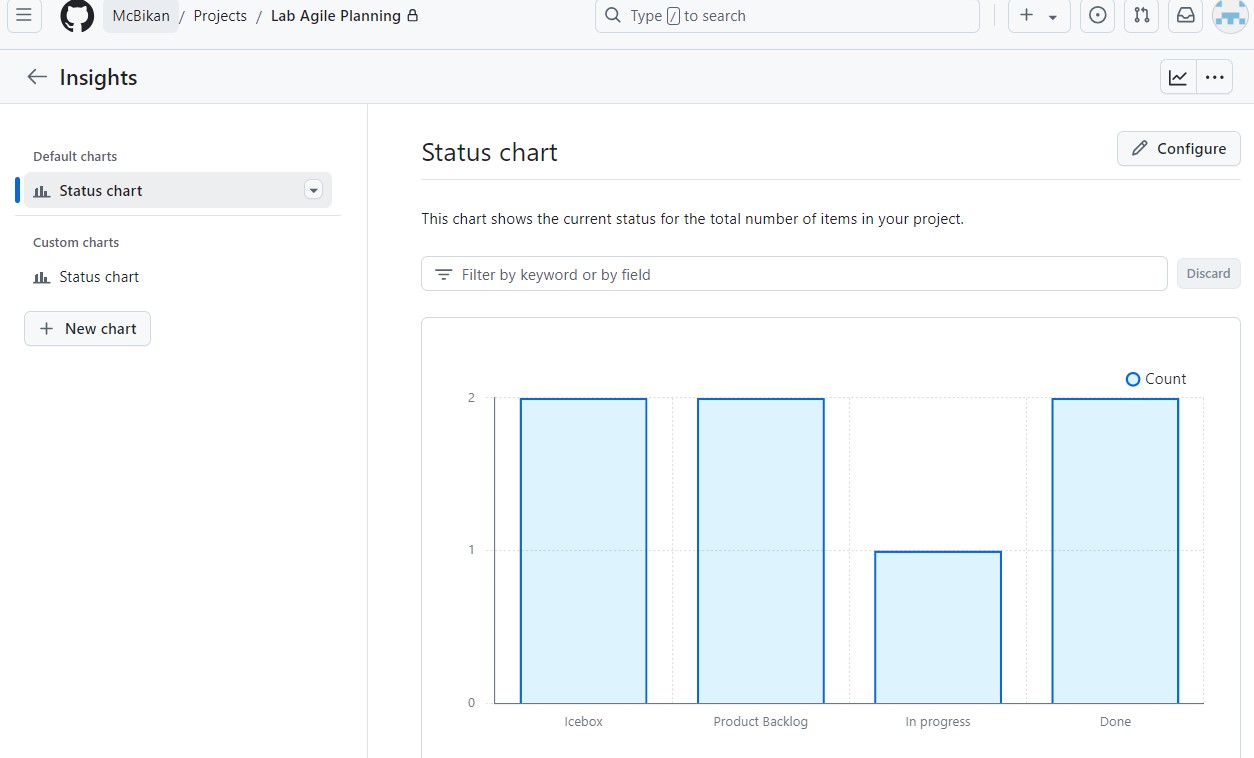 McBikan / Projects / Lab Agile Planning
Type / to search
Insights
Default charts
Status chart
Custom charts
Status chart
New chart
Status chart
Configure
This chart shows the current status for the total number of items in your project.
Filter by keyword or by field
Discard
Count
2
1
0
Icebox
Product Backlog
In progress
Done